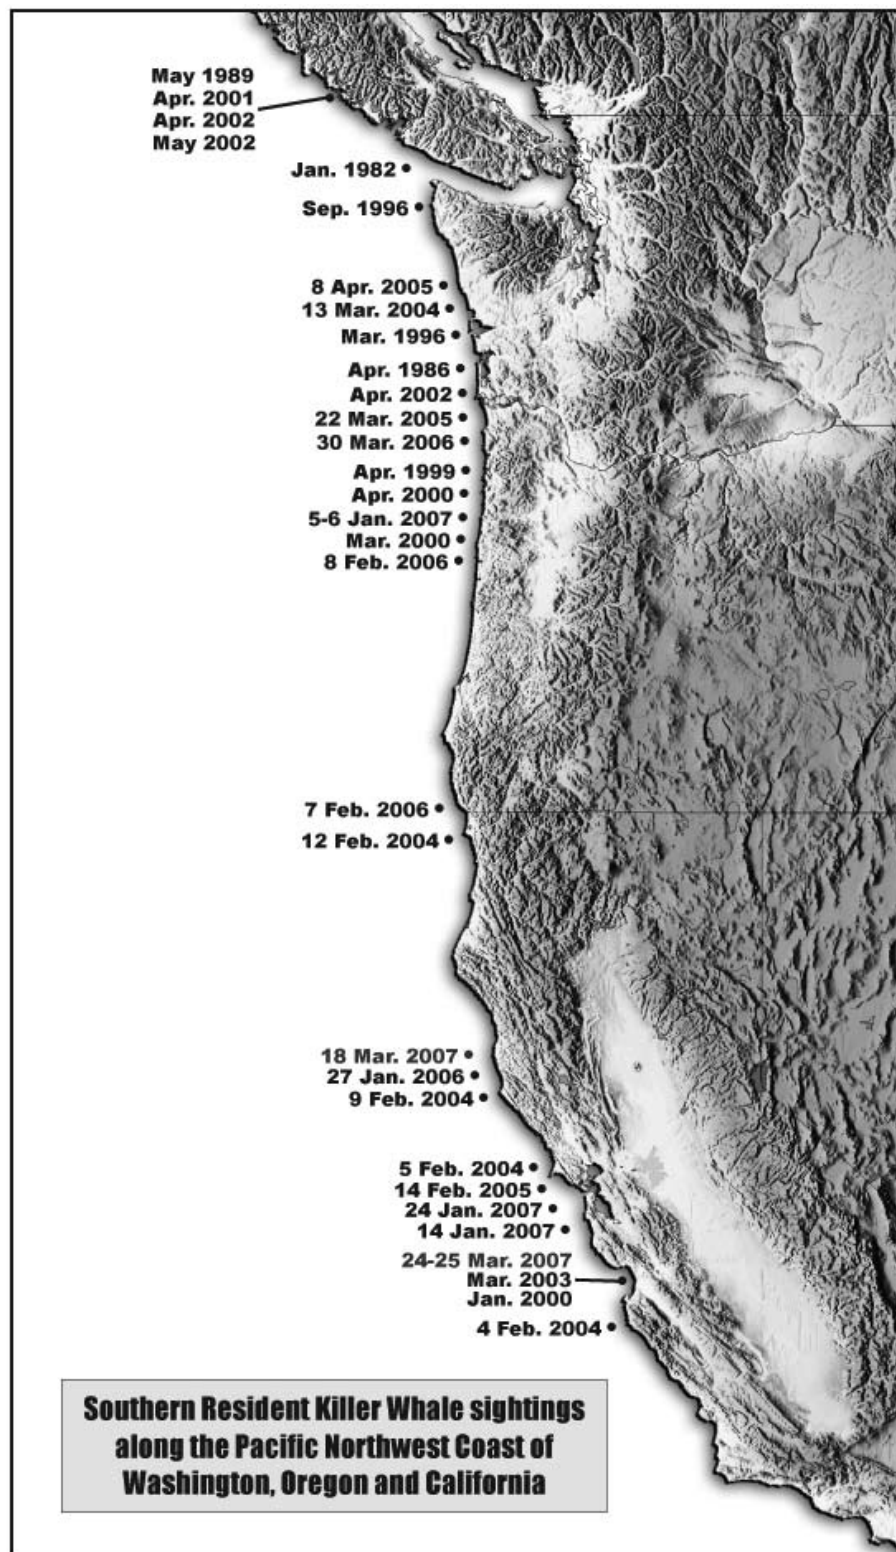 May 1989
Apr. 2001
Apr. 2002
May 2002
Jan. 1982
Sep. 1996
8 Apr. 2005
13 Mar. 2004
Mar. 1996
Apr. 1986
Apr. 2002
22 Mar. 2005
30 Mar. 2006
Apr. 1999
Apr. 2000
5-6 Jan. 2007
Mar. 2000
8 Feb. 2006
7 Feb. 2006
12 Feb. 2004
18 Mar. 2007
27 Jan. 2006
9 Feb. 2004
5 Feb. 2004
14 Feb. 2005
24 Jan. 2007
14 Jan. 2007
24-25 Mar. 2007
Mar. 2003
Jan. 2000
4 Feb. 2004
Southern Resident Killer Whale sightings
along the Pacific Northwest Coast of
Washington, Oregon and California